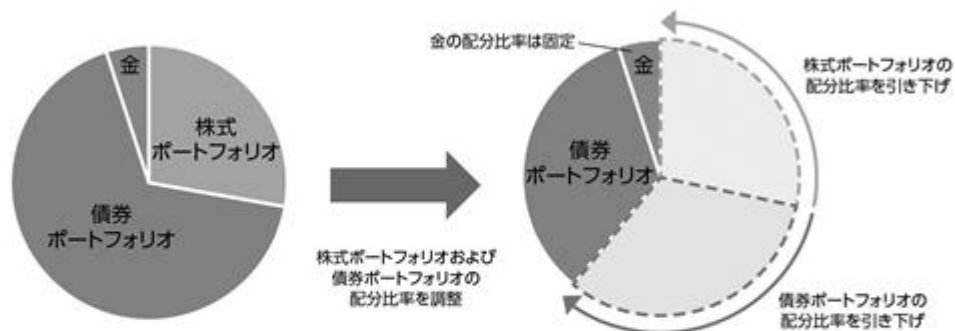 金
株式
ポートフォリオ
債券
ポートフォリオ
株式ポートフォリオおよび
債券ポートフォリオの
配分比率を調整
金の配分比率は固定
金
債券
ポートフォリオ
株式ポートフォリオの
配分比率を引き下げ
債券ポートフォリオの
配分比率を引き下げ